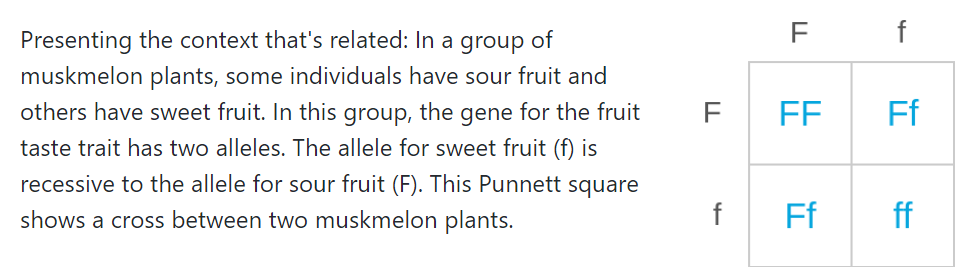 Presenting the context that's related: In a group of
muskmelon plants, some individuals have sour fruit and
others have sweet fruit. In this group, the gene for the fruit
taste trait has two alleles. The allele for sweet fruit (f) is
recessive to the allele for sour fruit (F). This Punnett square
shows a cross between two muskmelon plants.
F f
F FF Ff
f Ff ff